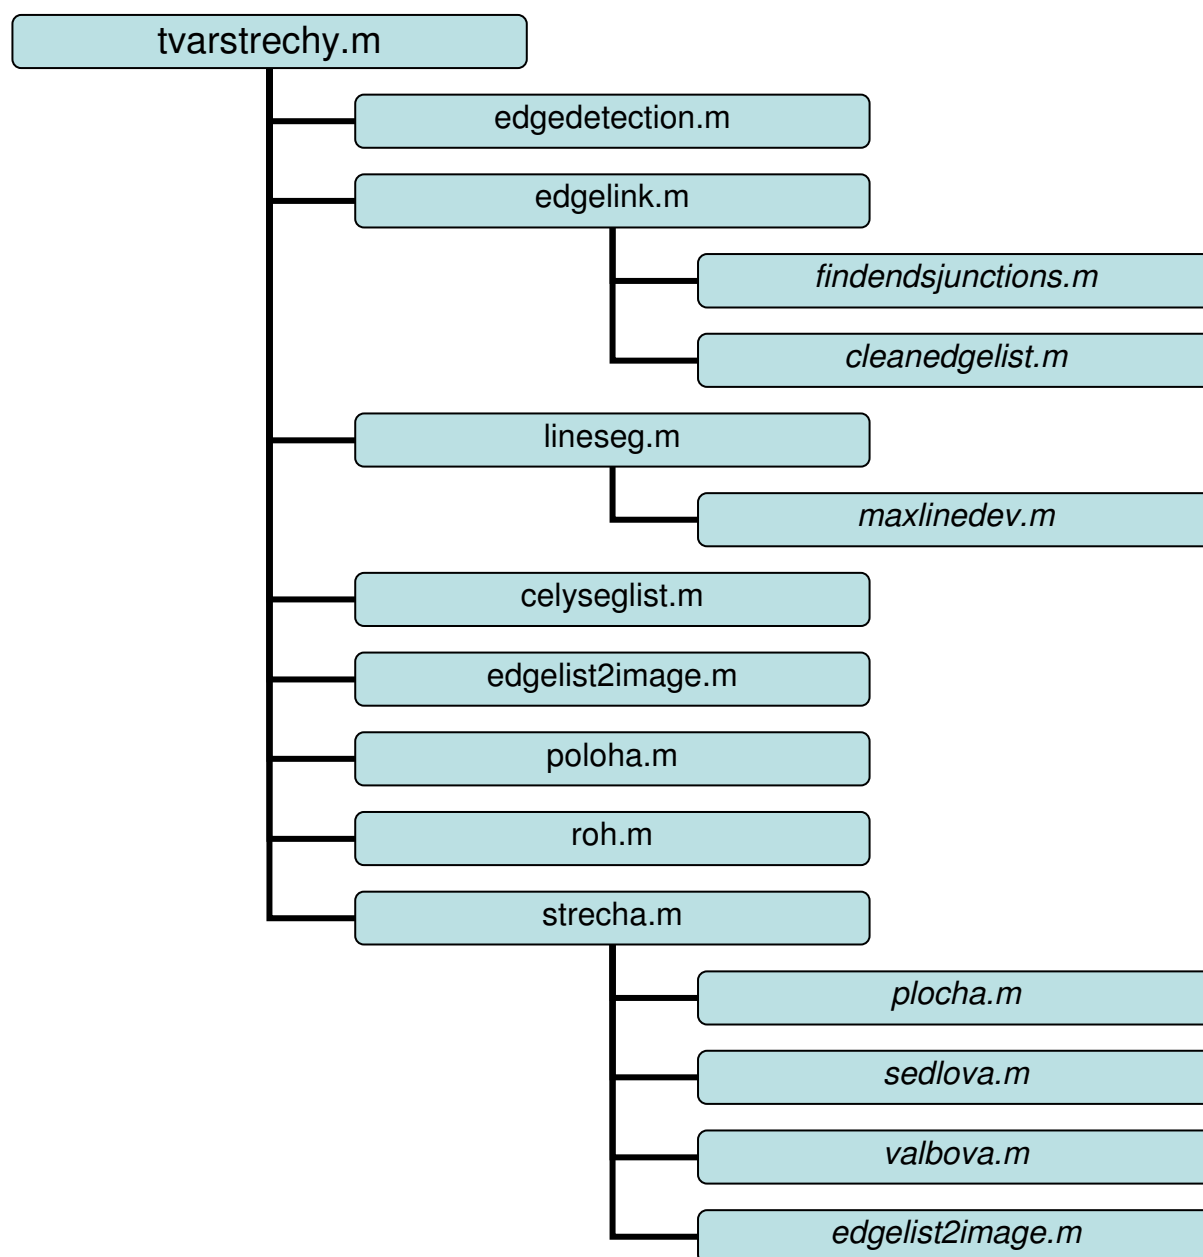 tvarstrechy.m
edgedetection.m
edgelink.m
findendsjunctions.m
cleanedgelist.m
lineseg.m
maxlinedev.m
celyseglist.m
edgelist2image.m
poloha.m
roh.m
strecha.m
plocha.m
sedlova.m
valbova.m
edgelist2image.m